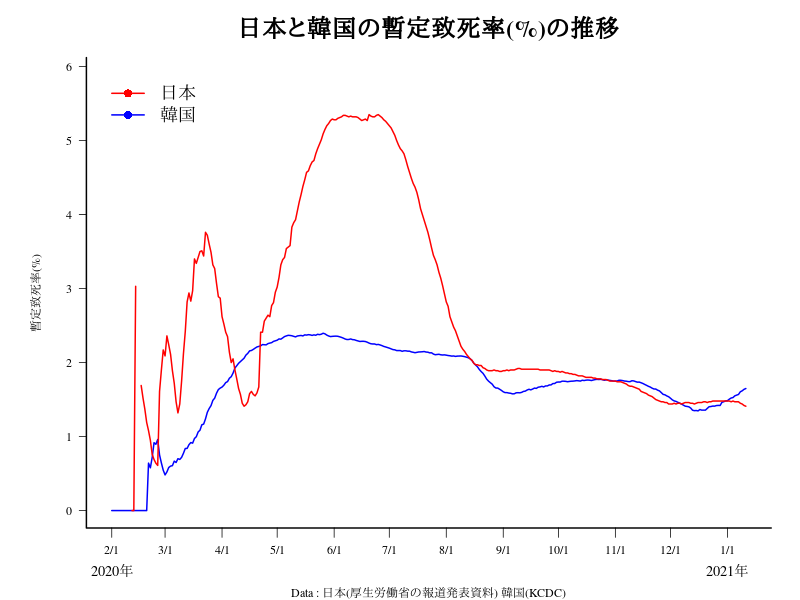 日本と韓国の暫定致死率(%)の推移
6
日本
韓国
5
4
3
2
1
0
暫定致死率(%)
2/1 3/1 4/1 5/1 6/1 7/1 8/1 9/1 10/1 11/1 12/1 1/1
2020年 2021年
Data : 日本(厚生労働省の報道発表資料) 韓国(KCDC)